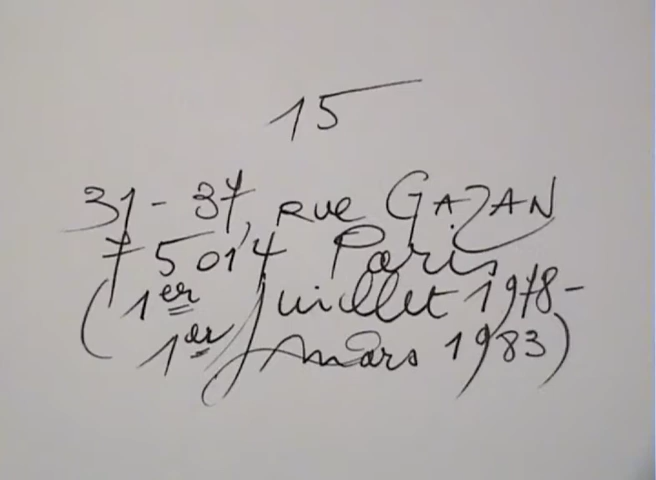 15
31-37, rue GAZAN
75014 Paris
(1er Juillet 1978-
1er mars 1983)